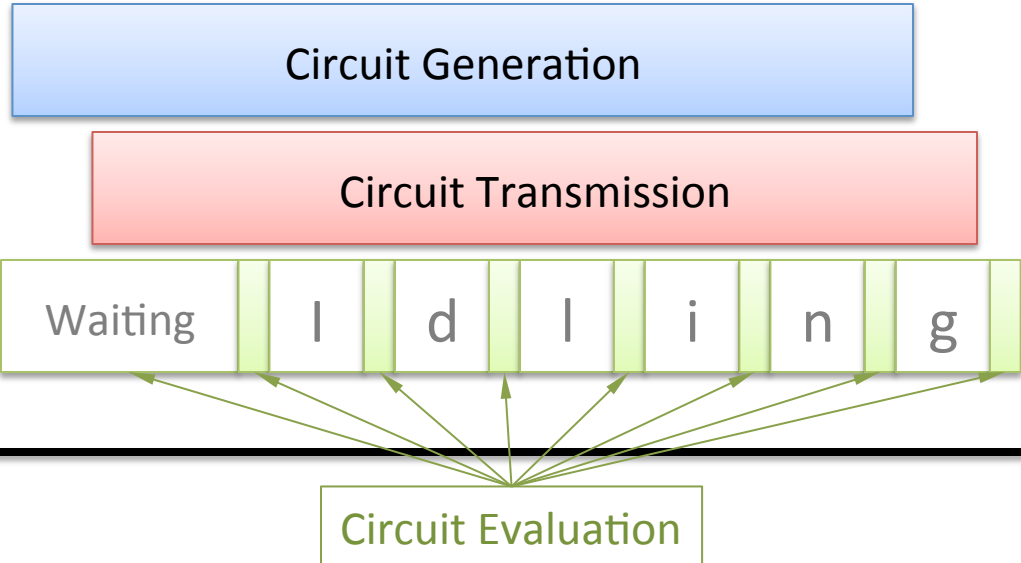 Circuit Generation
Circuit Transmission
Waiting I d l i n g
Circuit Evaluation